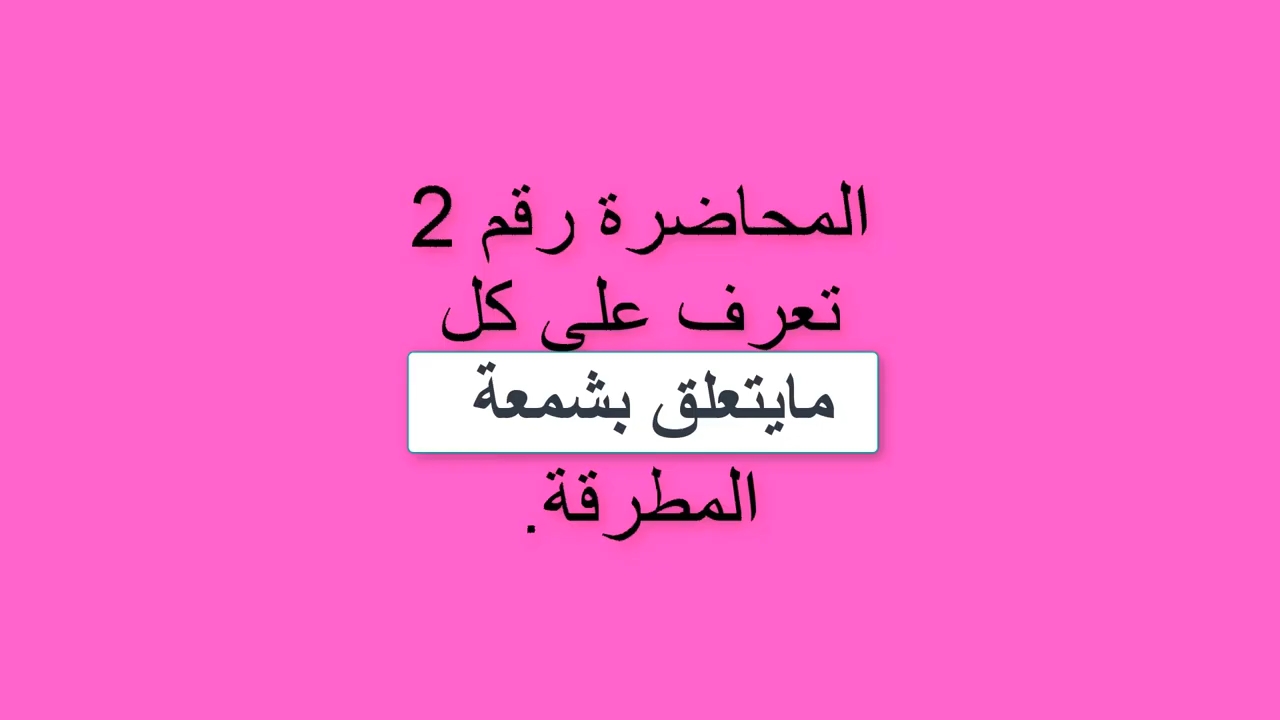 المحاضرة رقم 2
تعرف على كل
مايتعلق بشمعة
المطرقة.